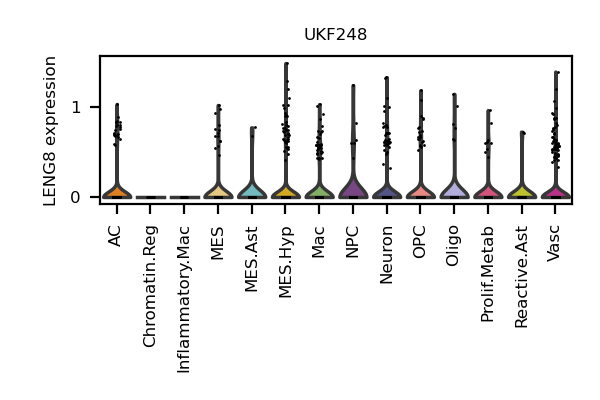 UKF248
LENG8 expression
1
0
AC
Chromatin.Reg
Inflammatory.Mac
MES
MES.Ast
MES.Hyp
Mac
NPC
Neuron
OPC
Oligo
Prolif.Metab
Reactive.Ast
Vasc